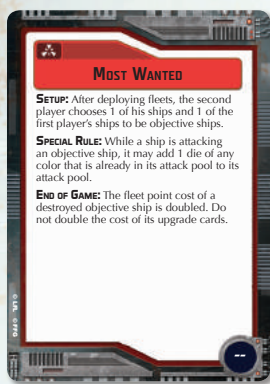 Most Wanted
Setup: After deploying fleets, the second
player chooses 1 of his ships and 1 of the
first player's ships to be objective ships.
Special Rule: While a ship is attacking
an objective ship, it may add 1 die of any
color that is already in its attack pool to its
attack pool.
End of Game: The fleet point cost of a
destroyed objective ship is doubled. Do
not double the cost of its upgrade cards.
© LFL © FFG
--